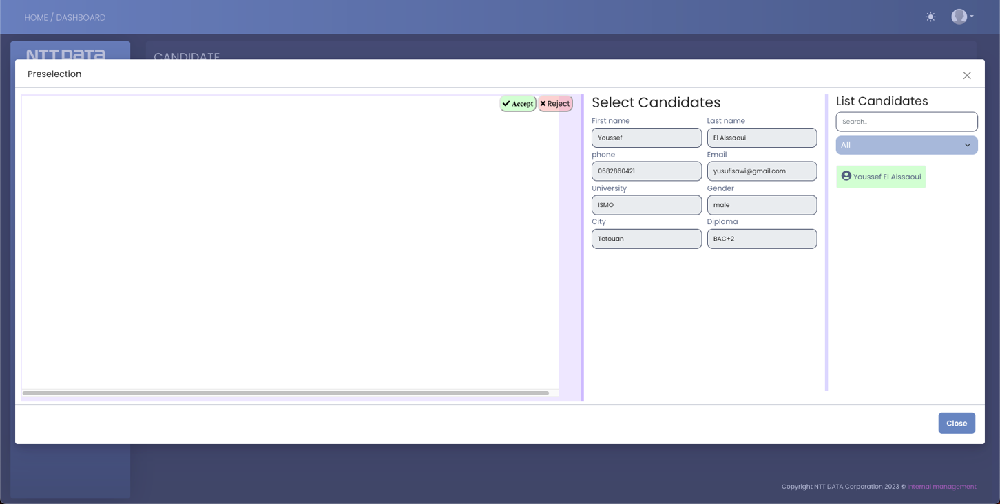 HOME / DASHBOARD
NTT DATA
CANDIDATE
Preselection
Accept
Reject
Select Candidates
First name
Last name
Youssef
El Aissaoui
phone
Email
0682860421
yusufisawi@gmail.com
University
Gender
ISMO
male
City
Diploma
Tetouan
BAC+2
List Candidates
Search..
All
Youssef El Aissaoui
Close
Copyright NTT DATA Corporation 2023 © internal management